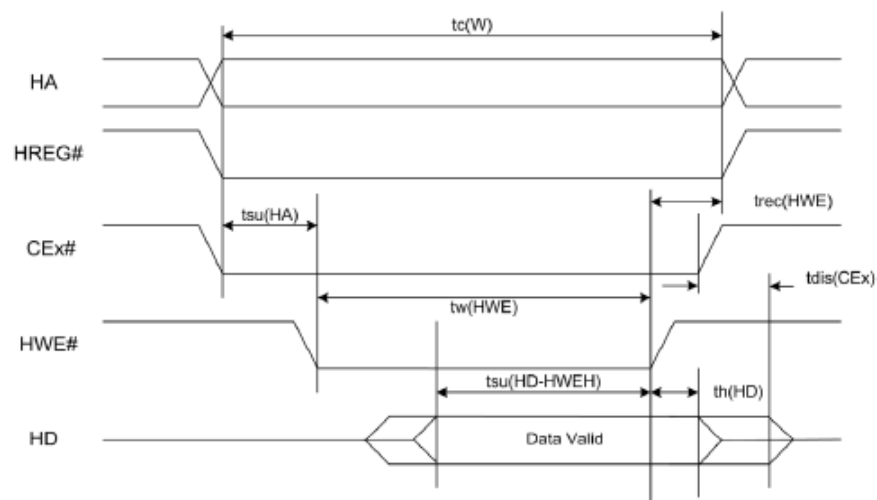 tc(W)
HA
HREG#
tsu(HA)
trec(HWE)
CEx#
tdis(CEx)
tw(HWE)
HWE#
tsu(HD-HWEH)
th(HD)
HD
Data Valid